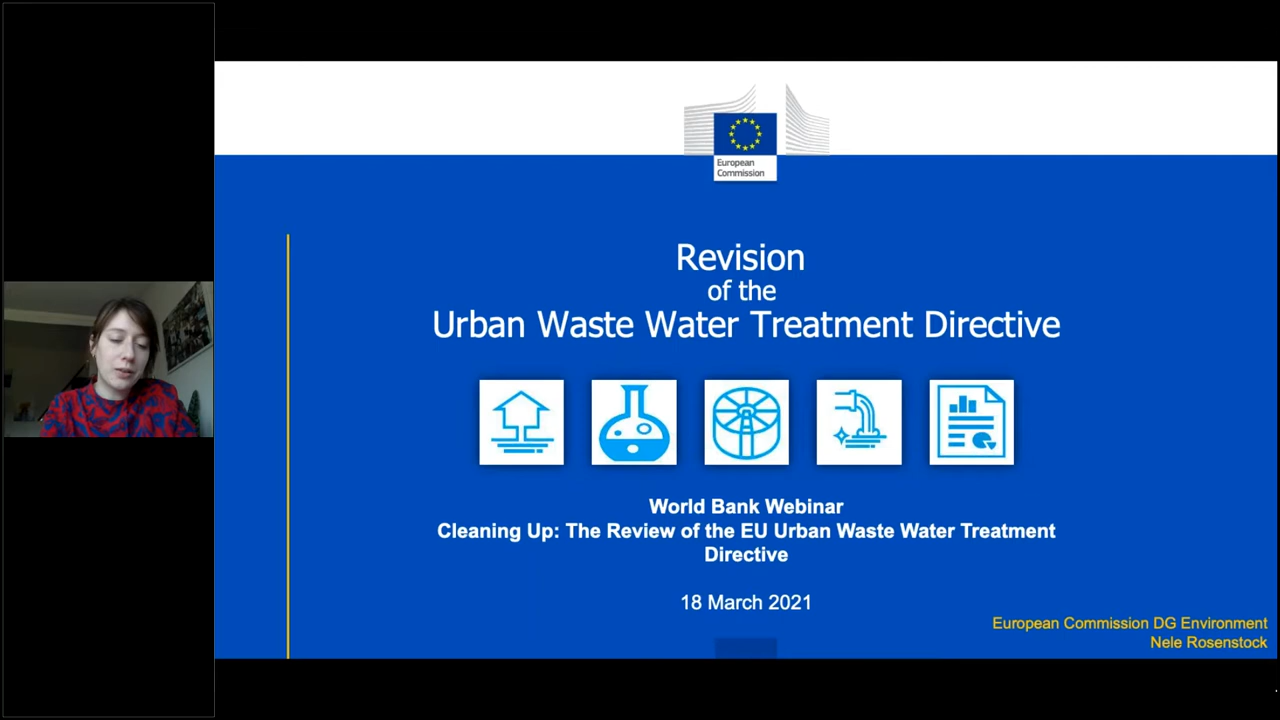 European
Commission
Revision
of the
Urban Waste Water Treatment Directive
World Bank Webinar
Cleaning Up: The Review of the EU Urban Waste Water Treatment
Directive
18 March 2021
European Commission DG Environment
Nele Rosenstock